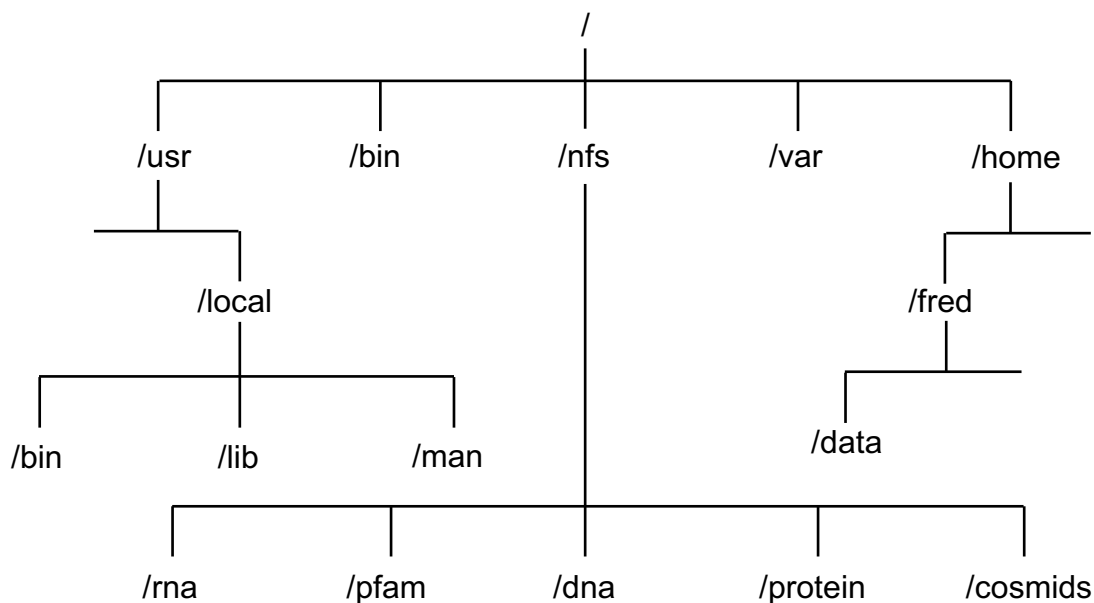 /
/usr /bin /nfs /var /home
/local /fred
/bin /lib /man /data
/rna /pfam /dna /protein /cosmids